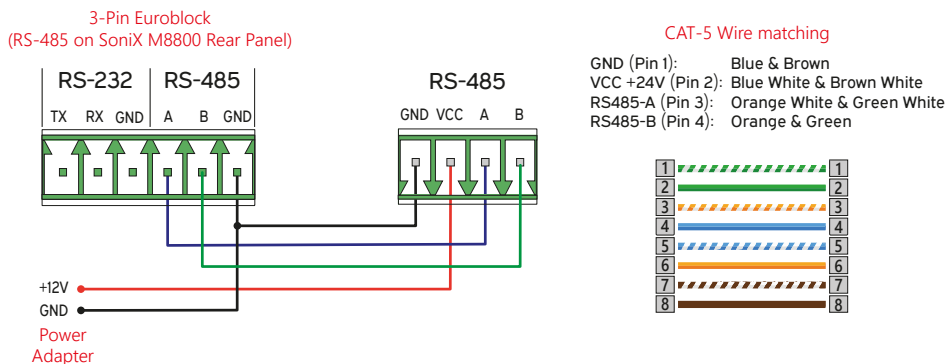 3-Pin Euroblock
(RS-485 on SoniX M8800 Rear Panel)
RS-232 RS-485
TX RX GND A B GND
RS-485
GND VCC A B
+12V
GND
Power
Adapter
CAT-5 Wire matching
GND (Pin 1): Blue & Brown
VCC +24V (Pin 2): Blue White & Brown White
RS485-A (Pin 3): Orange White & Green White
RS485-B (Pin 4): Orange & Green
1 1
2 2
3 3
4 4
5 5
6 6
7 7
8 8